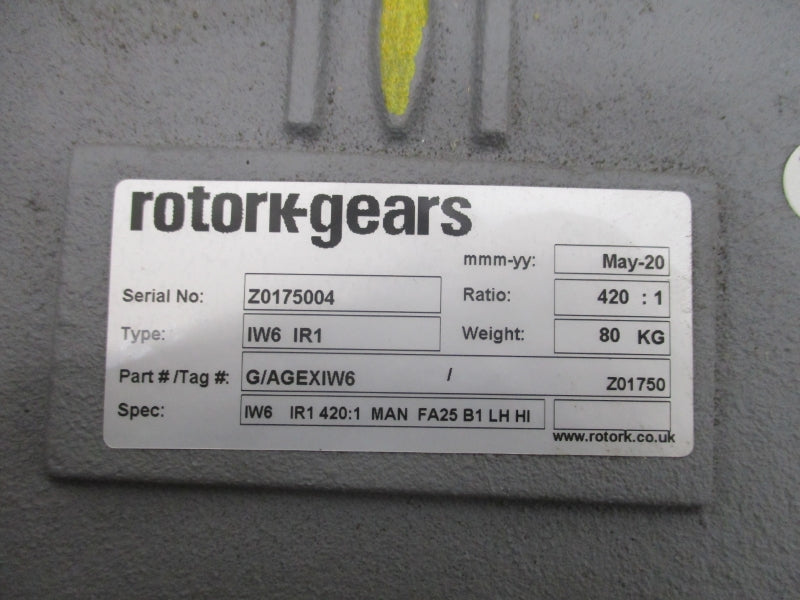 rotork-gears
mmm-yy: May-20
Serial No: Z0175004 Ratio: 420 : 1
Type: IW6 IR1 Weight: 80 KG
Part # /Tag #: G/AGEXIW6 / Z01750
Spec: IW6 IR1 420:1 MAN FA25 B1 LH HI
www.rotork.co.uk